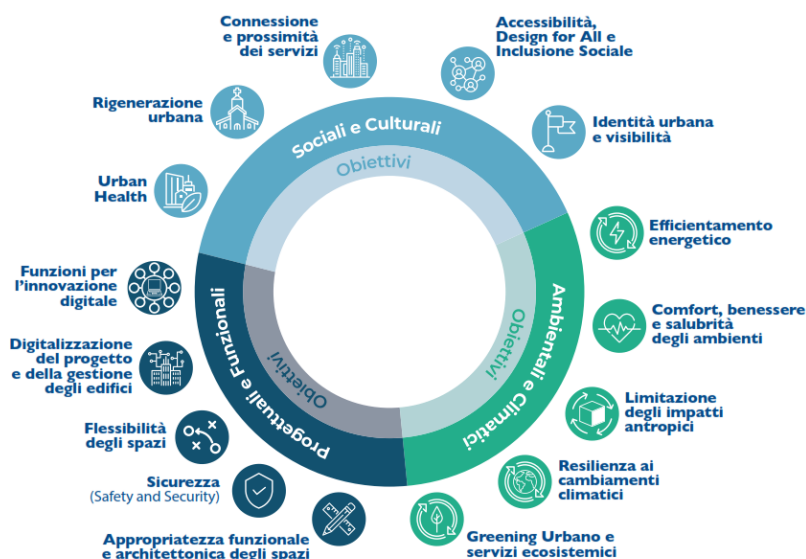 Connessione
e prossimità
dei servizi
Accessibilità,
Design for All e
Inclusione Sociale
Rigenerazione
urbana
Identità urbana
e visibilità
Urban
Health
Sociali e Culturali
Obiettivi
Efficientamento
energetico
Comfort, benessere
e salubrità
degli ambienti
Limitazione
degli impatti
antropici
Resilienza ai
cambiamenti
climatici
Greening Urbano e
servizi ecosistemici
Ambientali e Climatici
Obiettivi
Funzioni per
l’innovazione
digitale
Digitalizzazione
del progetto
e della gestione
degli edifici
Flessibilità
degli spazi
Sicurezza
(Safety and Security)
Appropriatezza funzionale
e architettonica degli spazi
Progettuali e Funzionali
Obiettivi